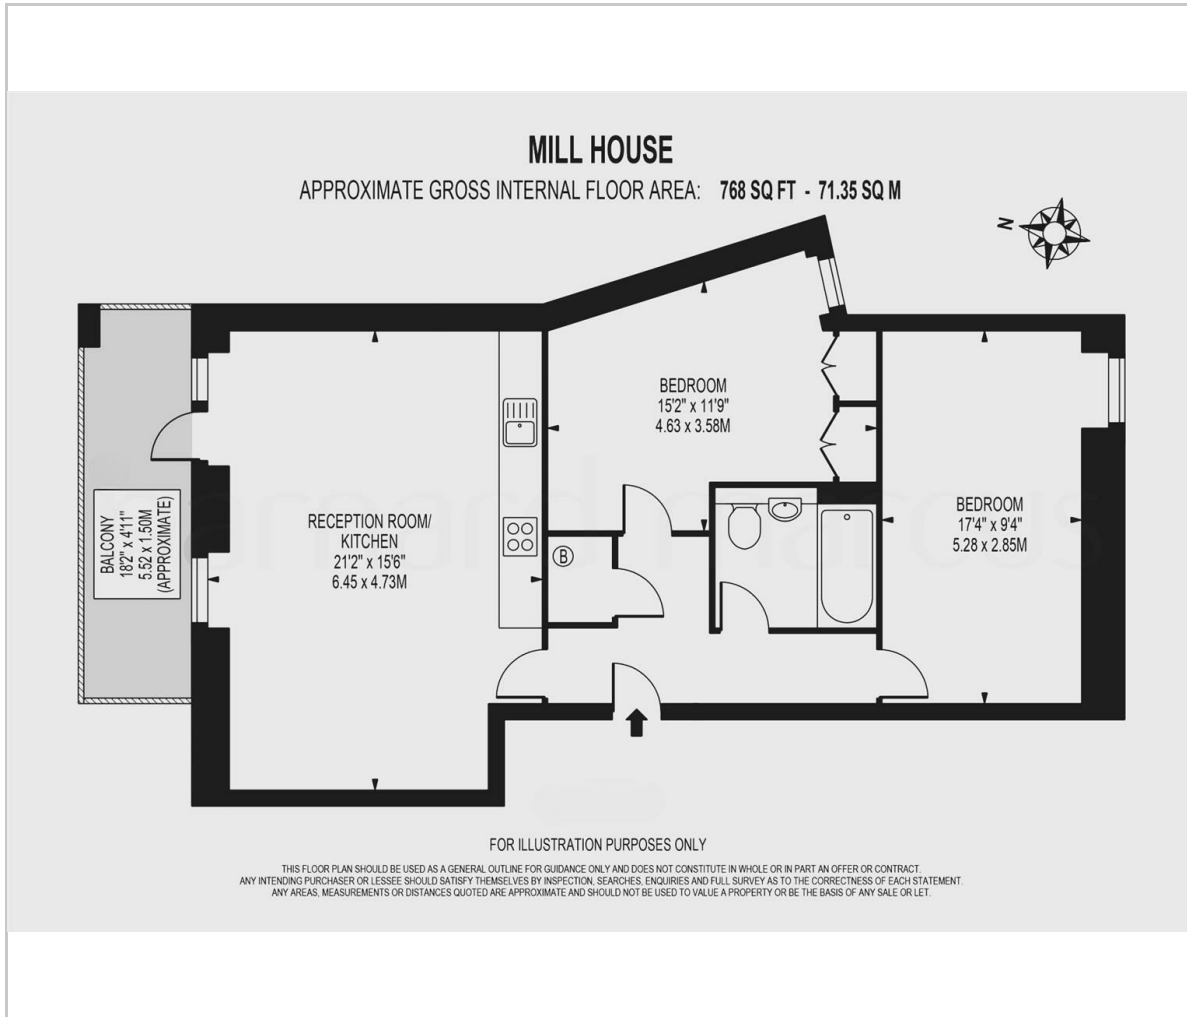 MILL HOUSE
APPROXIMATE GROSS INTERNAL FLOOR AREA: 768 SQ FT - 71.35 SQ M
N
BEDROOM
15'2" x 11'9"
4.63 x 3.58M
BALCONY
18'2" x 4'11"
5.52 x 1.50M
(APPROXIMATE)
RECEPTION ROOM/
KITCHEN
21'2" x 15'6"
6.45 x 4.73M
B
BEDROOM
17'4" x 9'4"
5.28 x 2.85M
FOR ILLUSTRATION PURPOSES ONLY
THIS FLOOR PLAN SHOULD BE USED AS A GENERAL OUTLINE FOR GUIDANCE ONLY AND DOES NOT CONSTITUTE IN WHOLE OR IN PART AN OFFER OR CONTRACT.
ANY INTENDING PURCHASER OR LESSEE SHOULD SATISFY THEMSELVES BY INSPECTION, SEARCHES, ENQUIRIES AND FULL SURVEY AS TO THE CORRECTNESS OF EACH STATEMENT.
ANY AREAS, MEASUREMENTS OR DISTANCES QUOTED ARE APPROXIMATE AND SHOULD NOT BE USED TO VALUE A PROPERTY OR BE THE BASIS OF ANY SALE OR LET.